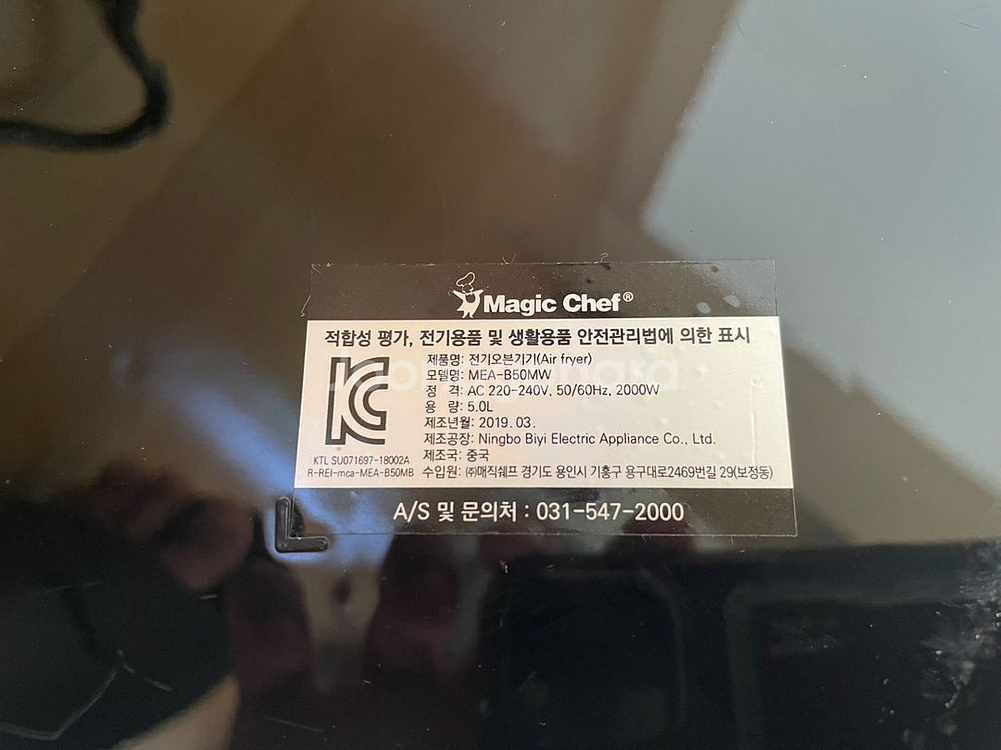 Magic Chef®
적합성 평가, 전기용품 및 생활용품 안전관리법에 의한 표시
제품명: 전기오븐기기(Air fryer)
모델명: MEA-B50MW
정 격: AC 220-240V, 50/60Hz, 2000W
용 량: 5.0L
제조년월: 2019. 03.
제조공장: Ningbo Biyi Electric Appliance Co., Ltd.
제조국: 중국
수입원: ㈜매직쉐프 경기도 용인시 기흥구 용구대로2469번길 29(보정동)
KTL SU071697-18002A
R-REI-mca-MEA-B50MB
A/S 및 문의처 : 031-547-2000